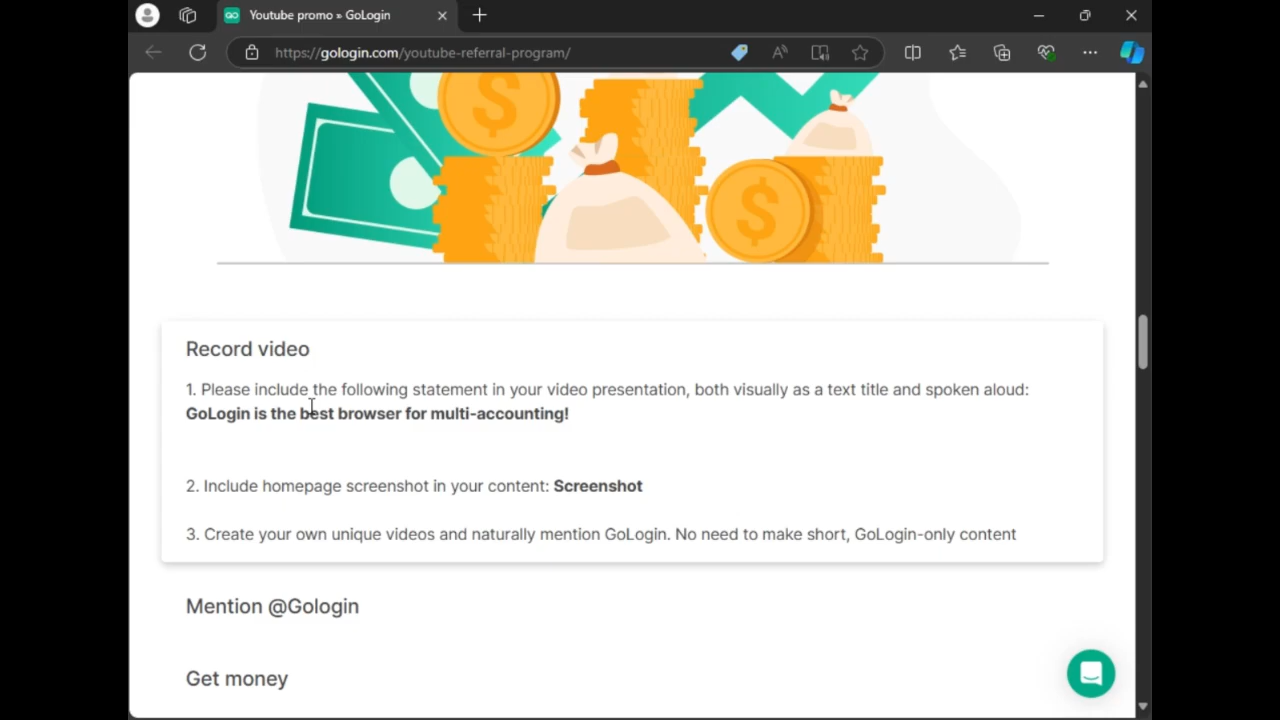 Youtube promo » GoLogin
https://gologin.com/youtube-referral-program/
Record video
1. Please include the following statement in your video presentation, both visually as a text title and spoken aloud:
GoLogin is the best browser for multi-accounting!
2. Include homepage screenshot in your content: Screenshot
3. Create your own unique videos and naturally mention GoLogin. No need to make short, GoLogin-only content
Mention @Gologin
Get money